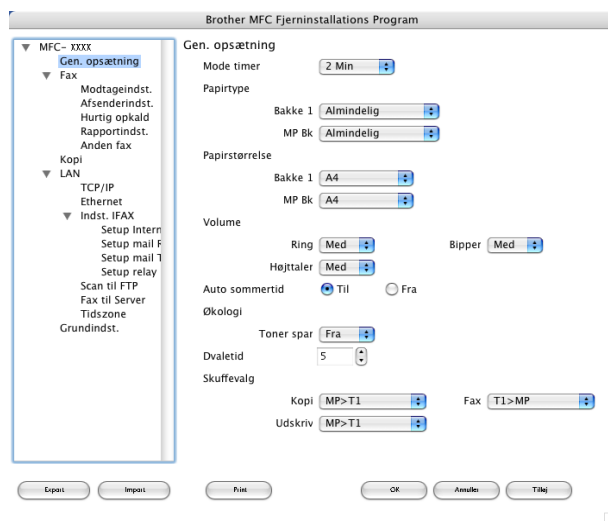 Brother MFC Fjerninstallations Program
MFC- XXXX
Gen. opsætning
Fax
Modtageindst.
Afsenderindst.
Hurtig opkald
Rapportindst.
Anden fax
Kopi
LAN
TCP/IP
Ethernet
Indst. IFAX
Setup Intern
Setup mail R
Setup mail T
Setup relay
Scan til FTP
Fax til Server
Tidszone
Grundindst.
Gen. opsætning
Mode timer 2 Min
Papirtype
Bakke 1 Almindelig
MP Bk Almindelig
Papirstørrelse
Bakke 1 A4
MP Bk A4
Volume
Ring Med Bipper Med
Højttaler Med
Auto sommertid Til Fra
Økologi
Toner spar Fra
Dvaletid 5
Skuffevalg
Kopi MP>T1 Fax T1>MP
Udskriv MP>T1
Export Import Print OK Annuller Tilføj